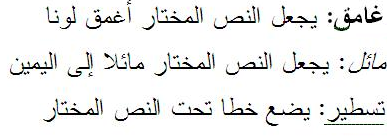 غامق: يجعل النص المختار أغمق لونا
مائل: يجعل النص المختار مائلا إلى اليمين
تسطير: يضع خطا تحت النص المختار